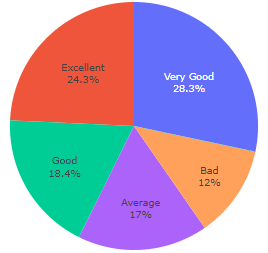 Excellent
24.3%
Very Good
28.3%
Good
18.4%
Bad
12%
Average
17%